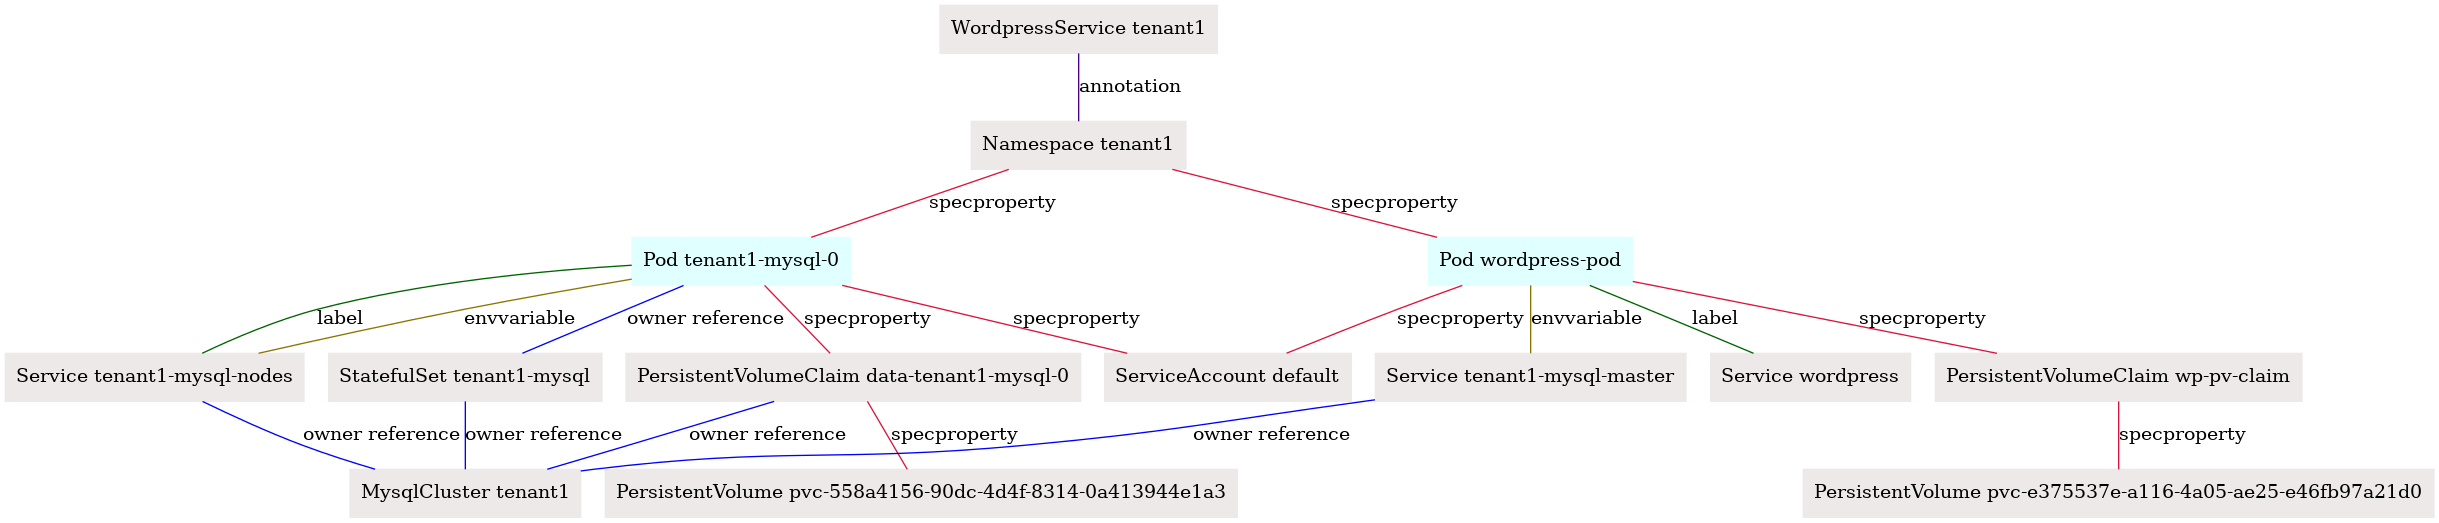 WordpressService tenant1
annotation
Namespace tenant1
specproperty
specproperty
Pod tenant1-mysql-0
Pod wordpress-pod
label
envvariable
owner reference
specproperty
specproperty
specproperty
envvariable
label
specproperty
Service tenant1-mysql-nodes
StatefulSet tenant1-mysql
PersistentVolumeClaim data-tenant1-mysql-0
ServiceAccount default
Service tenant1-mysql-master
Service wordpress
PersistentVolumeClaim wp-pv-claim
owner reference
owner reference
owner reference
specproperty
owner reference
specproperty
MysqlCluster tenant1
PersistentVolume pvc-558a4156-90dc-4d4f-8314-0a413944e1a3
PersistentVolume pvc-e375537e-a116-4a05-ae25-e46fb97a21d0